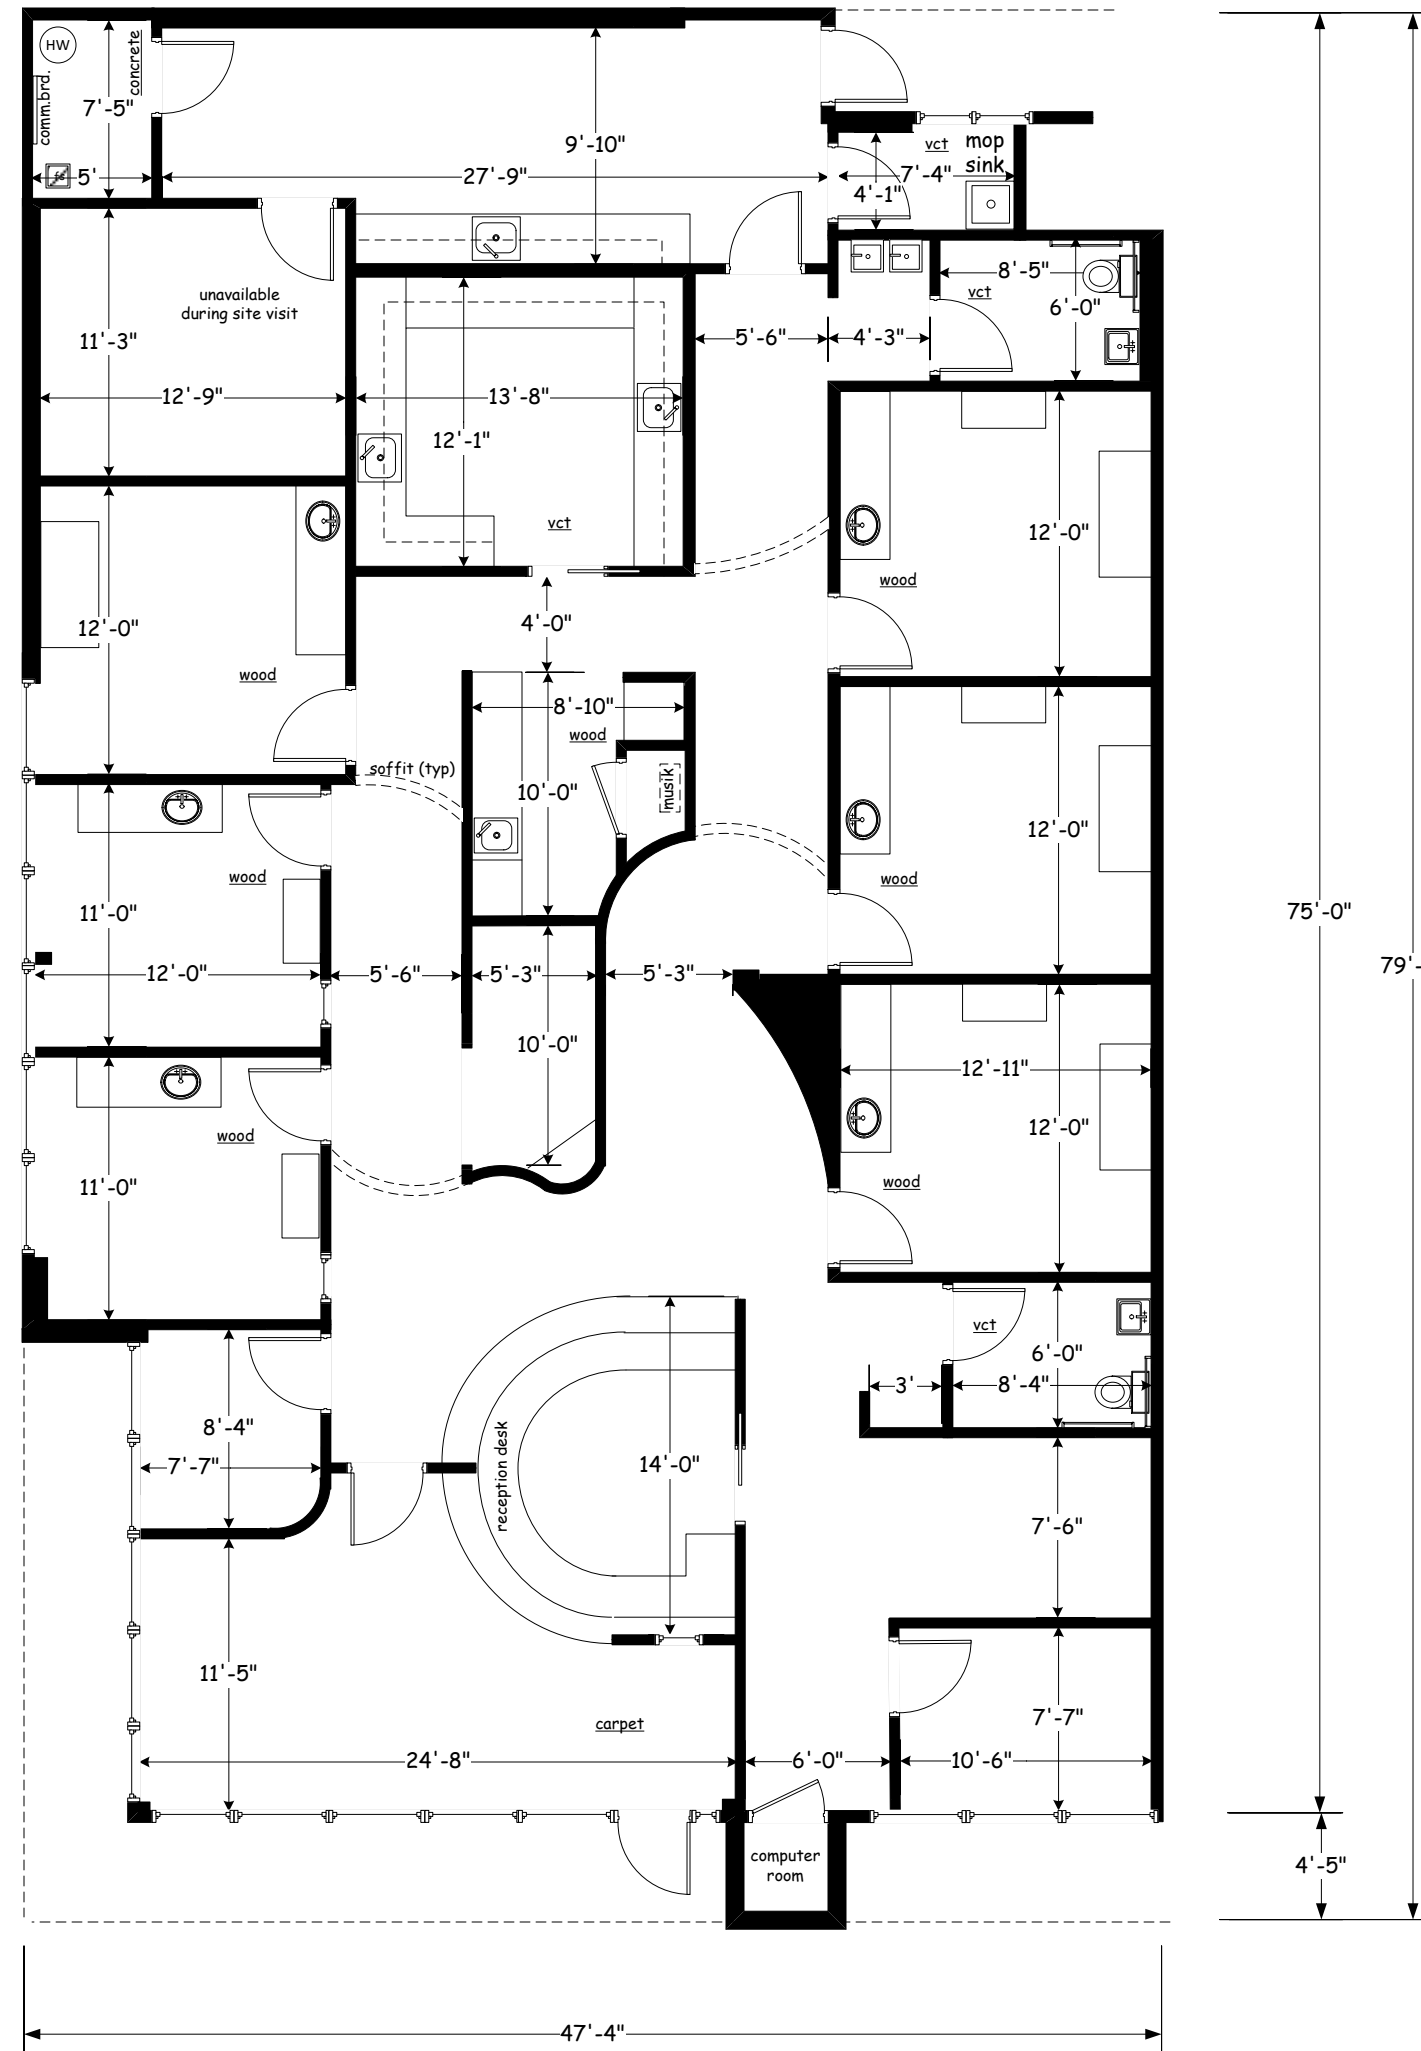 HW
concrete
comm.brd.
7'-5"
5'
fs
27'-9"
9'-10"
vct
mop
sink
7'-4"
4'-1"
unavailable
during site visit
11'-3"
12'-9"
13'-8"
12'-1"
vct
5'-6"
4'-3"
8'-5"
vct
6'-0"
12'-0"
wood
12'-0"
wood
4'-0"
8'-10"
wood
soffit (typ)
musik
10'-0"
12'-0"
wood
wood
11'-0"
12'-0"
5'-6"
5'-3"
5'-3"
75'-0"
79'-
10'-0"
12'-11"
12'-0"
wood
wood
11'-0"
vct
6'-0"
3'
8'-4"
8'-4"
7'-7"
reception desk
14'-0"
7'-6"
11'-5"
carpet
7'-7"
24'-8"
6'-0"
10'-6"
computer
room
4'-5"
47'-4"